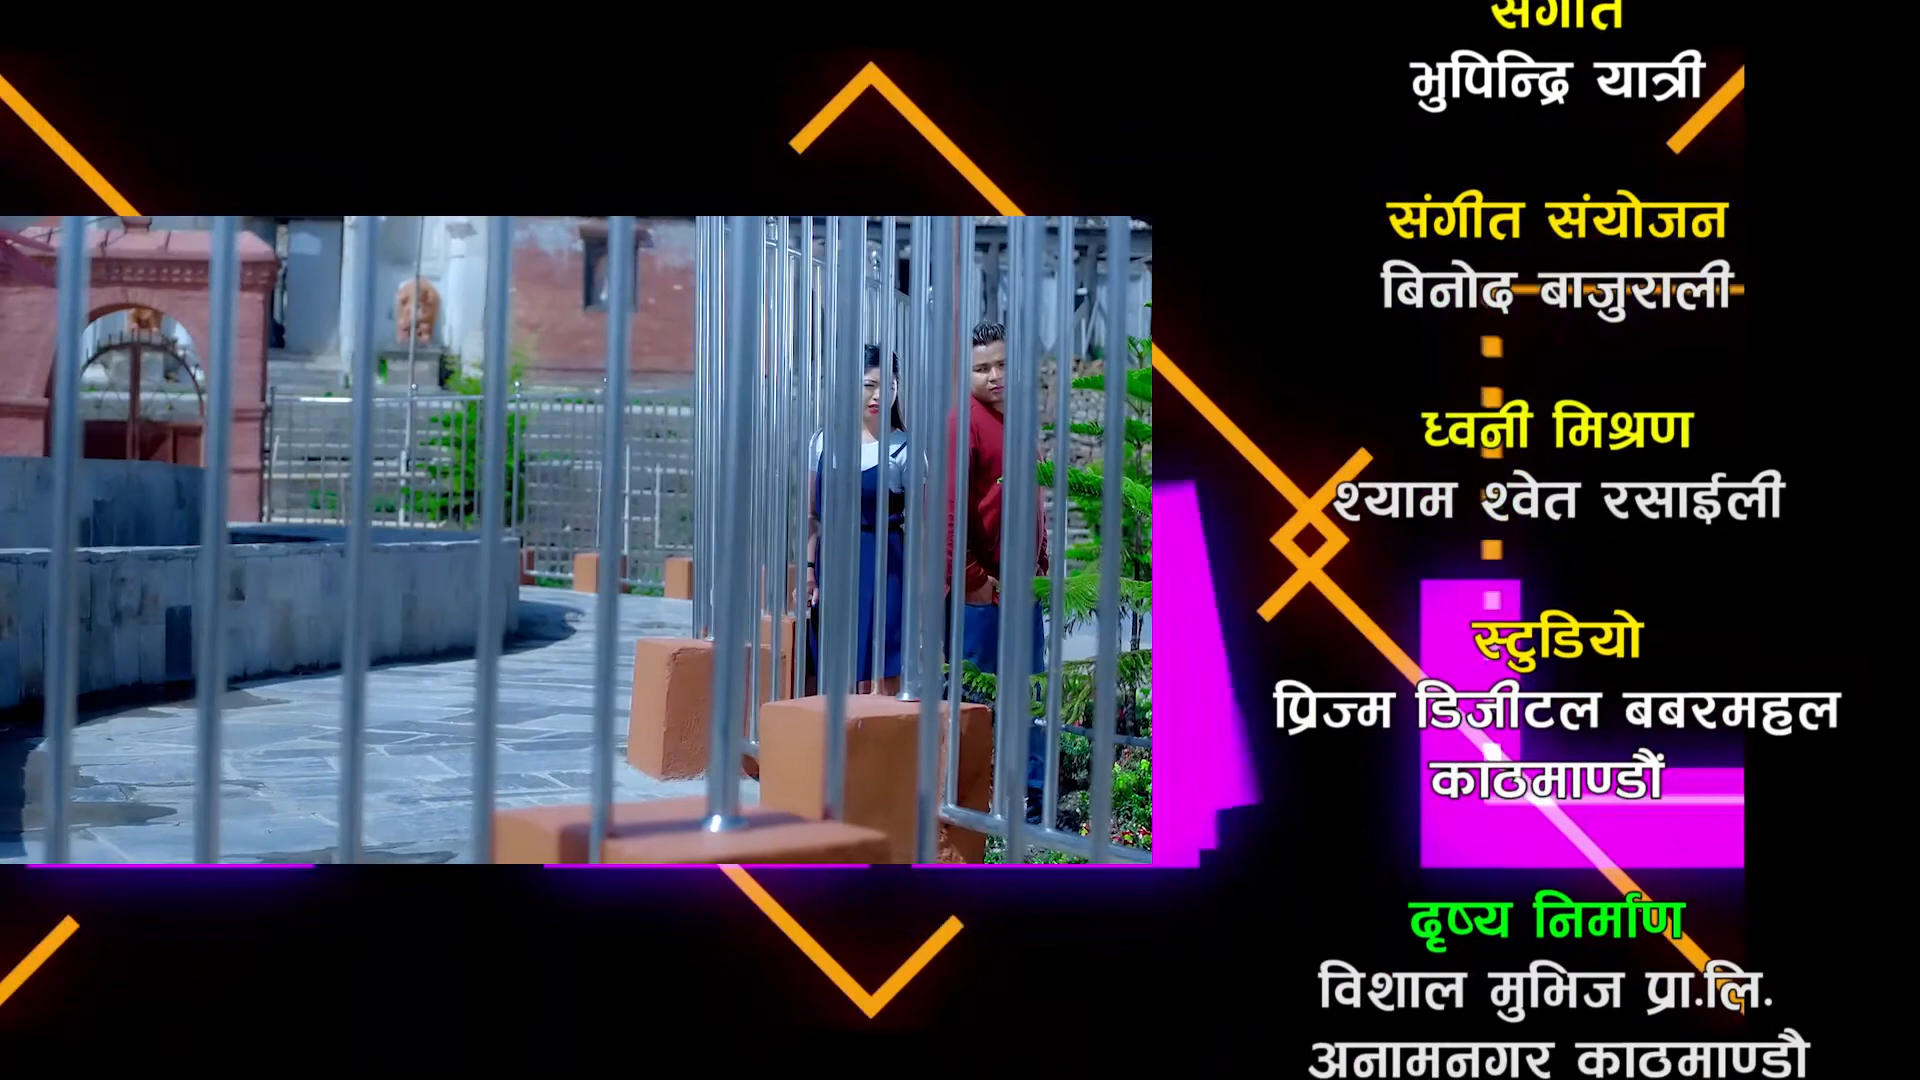 संगीत
भुपिन्द्रि यात्री
संगीत संयोजन
बिनोद बाजुराली
ध्वनी मिश्रण
श्याम श्वेत रसाईली
स्टुडियो
प्रिज्म डिजीटल बबरमहल
काठमाण्डौं
दृष्य निर्माण
विशाल मुभिज प्रा.लि.
अनामनगर काठमाण्डौ